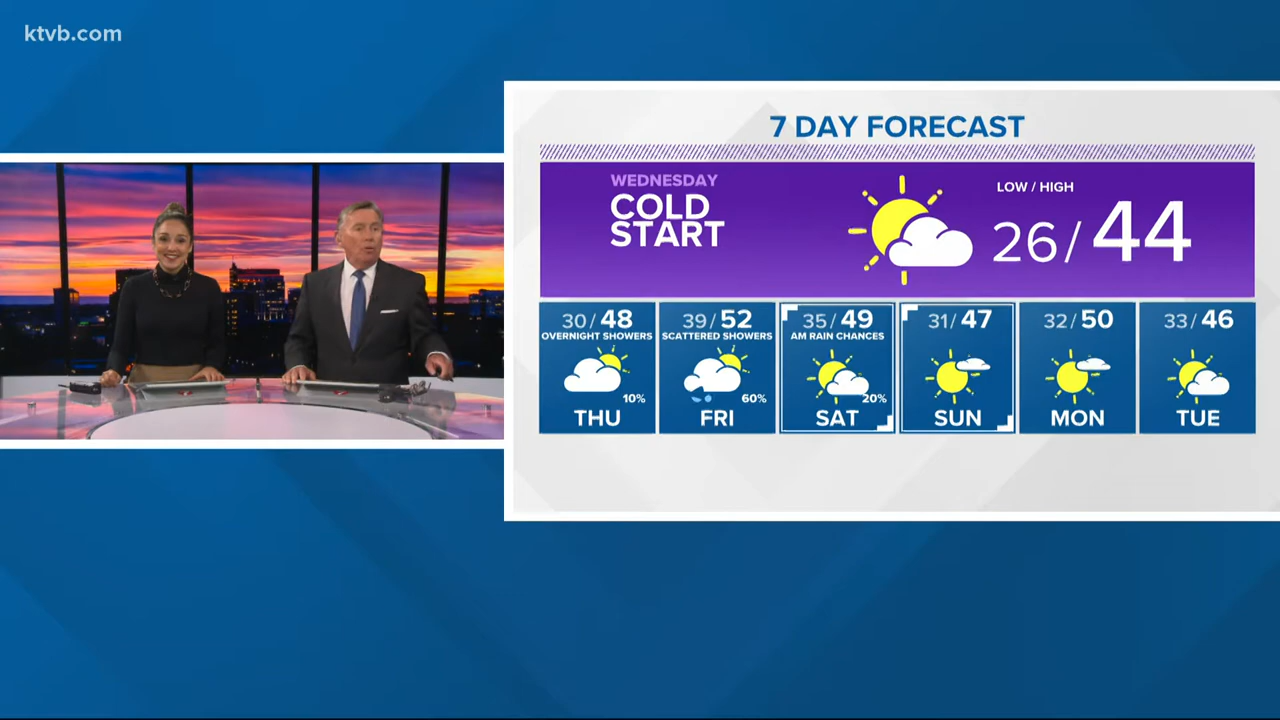 ktvb.com
7 DAY FORECAST
WEDNESDAY
COLD
START
LOW / HIGH
26/44
30/48
OVERNIGHT SHOWERS
10%
THU
39/52
SCATTERED SHOWERS
60%
FRI
35/49
AM RAIN CHANCES
20%
SAT
31/47
SUN
32/50
MON
33/46
TUE